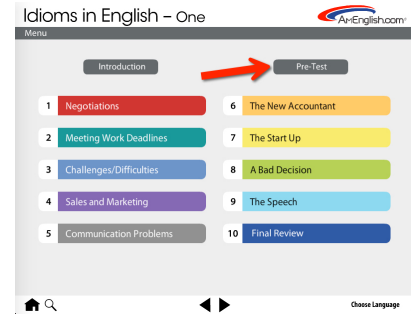 Idioms in English – One
AMEnglish.com
Menu
Introduction
Pre-Test
1 Negotiations
2 Meeting Work Deadlines
3 Challenges/Difficulties
4 Sales and Marketing
5 Communication Problems
6 The New Accountant
7 The Start Up
8 A Bad Decision
9 The Speech
10 Final Review
Choose Language